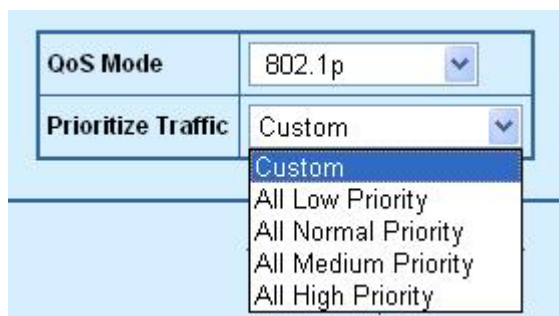 QoS Mode 802.1p
Prioritize Traffic Custom
Custom
All Low Priority
All Normal Priority
All Medium Priority
All High Priority